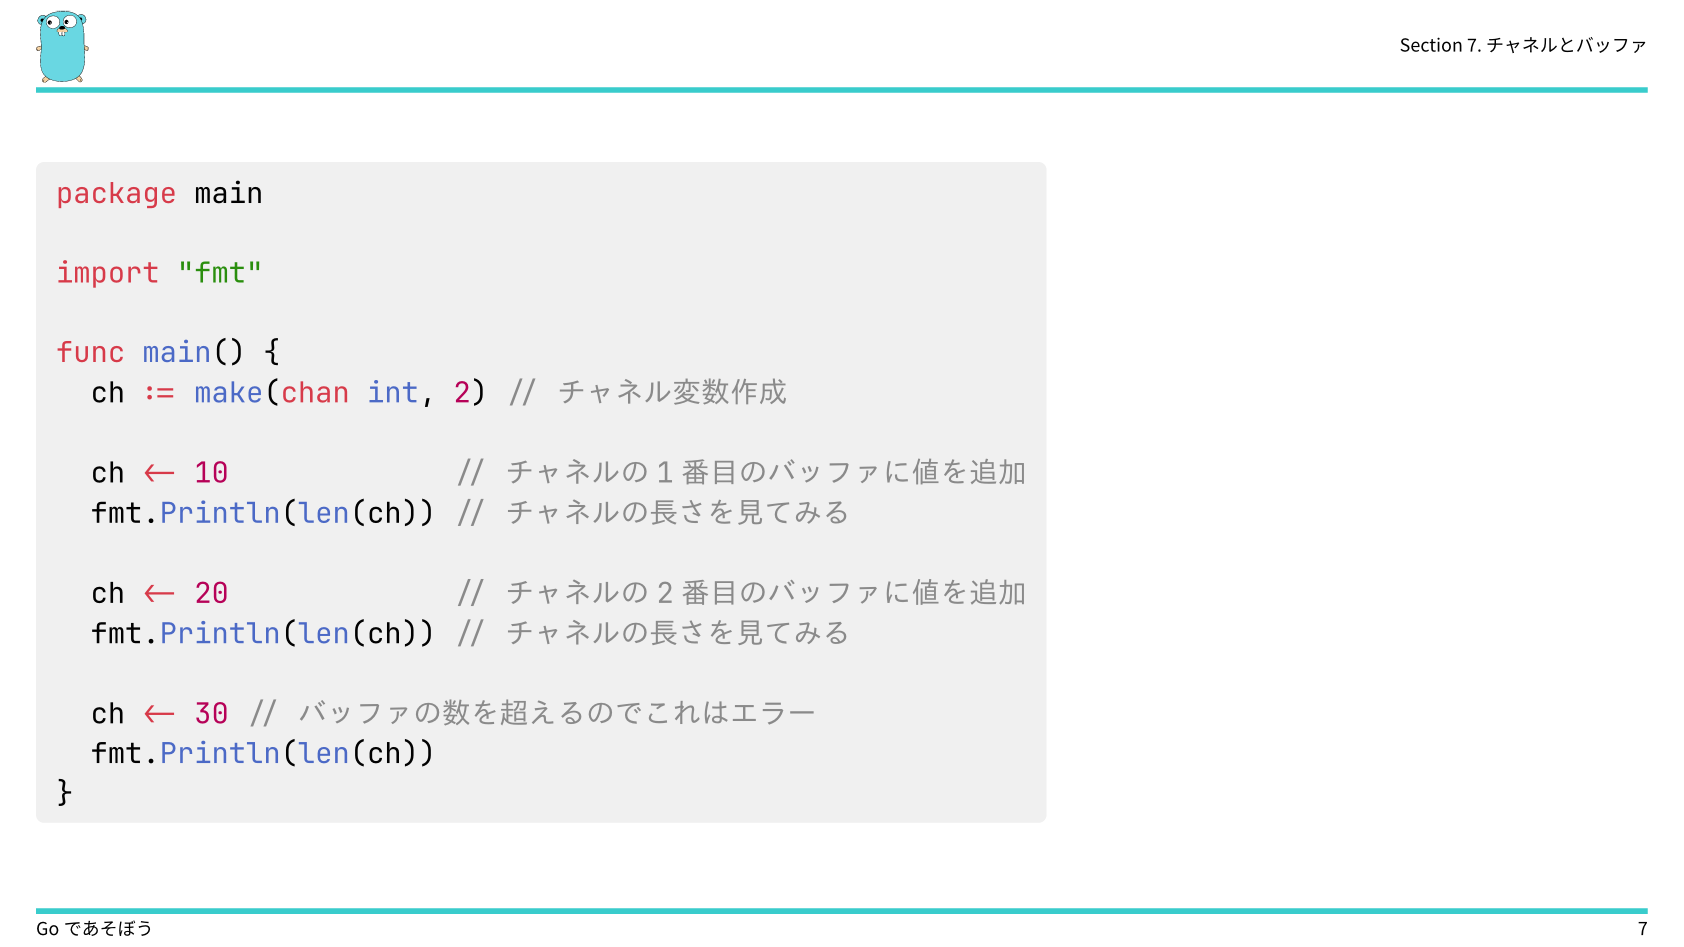 Section 7. チャネルとバッファ
package main
import "fmt"
func main() {
ch := make(chan int, 2) // チャネル変数作成
ch <- 10 // チャネルの 1 番目のバッファに値を追加
fmt.Println(len(ch)) // チャネルの長さを見てみる
ch <- 20 // チャネルの 2 番目のバッファに値を追加
fmt.Println(len(ch)) // チャネルの長さを見てみる
ch <- 30 // バッファの数を超えるのでこれはエラー
fmt.Println(len(ch))
}
Go であそぼう
7